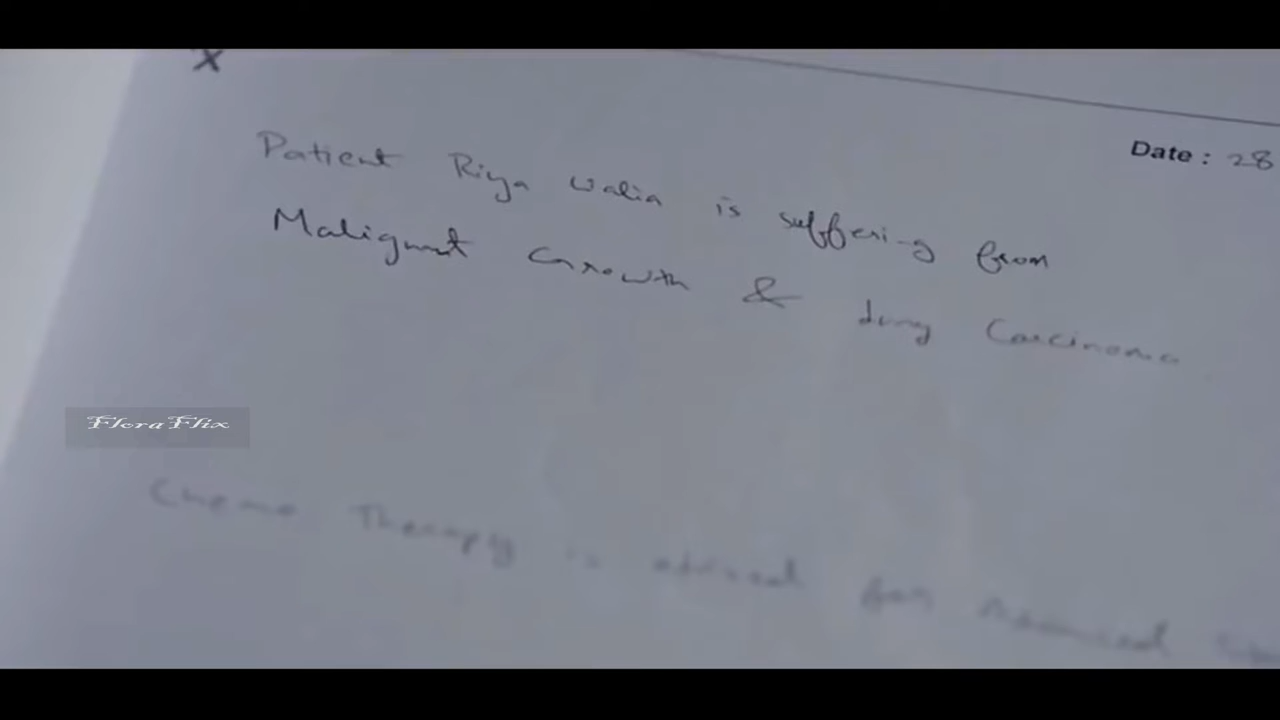 x
Date : 28
Patient Riya Walia is suffering from
Malignant Growth & Lung Carcinoma
FloraFlix
Chemo Therapy is advised for